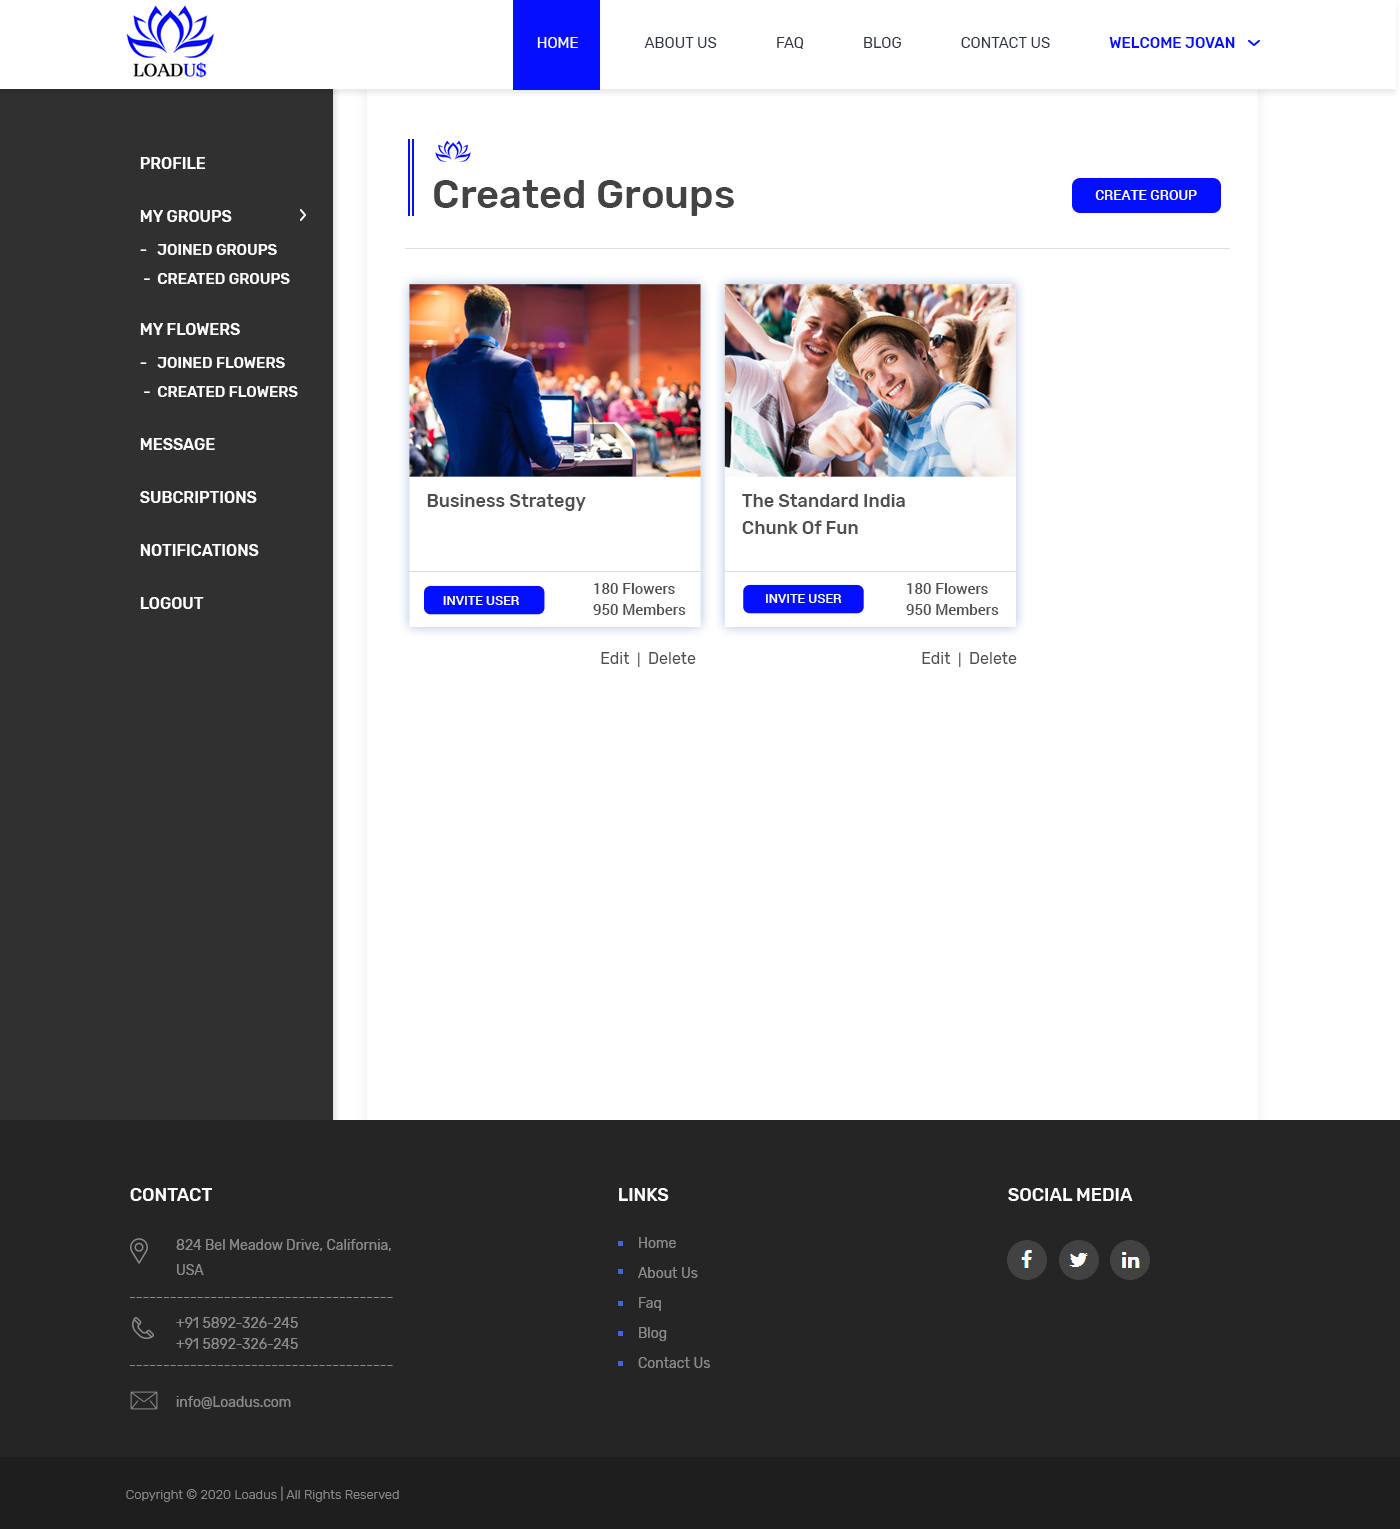 LOADU$
HOME
ABOUT US
FAQ
BLOG
CONTACT US
WELCOME JOVAN
PROFILE
MY GROUPS
- JOINED GROUPS
- CREATED GROUPS
MY FLOWERS
- JOINED FLOWERS
- CREATED FLOWERS
MESSAGE
SUBCRIPTIONS
NOTIFICATIONS
LOGOUT
Created Groups
CREATE GROUP
Business Strategy
INVITE USER
180 Flowers
950 Members
Edit | Delete
The Standard India
Chunk Of Fun
INVITE USER
180 Flowers
950 Members
Edit | Delete
CONTACT
824 Bel Meadow Drive, California,
USA
+91 5892-326-245
+91 5892-326-245
info@Loadus.com
LINKS
Home
About Us
Faq
Blog
Contact Us
SOCIAL MEDIA
Copyright © 2020 Loadus | All Rights Reserved